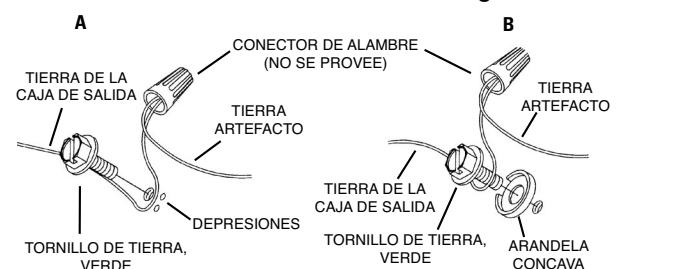 A
B
CONECTOR DE ALAMBRE
(NO SE PROVEE)
TIERRA DE LA
CAJA DE SALIDA
TIERRA
ARTEFACTO
DEPRESIONES
TORNILLO DE TIERRA,
VERDE
TIERRA
ARTEFACTO
TIERRA DE LA
CAJA DE SALIDA
TORNILLO DE TIERRA,
VERDE
ARANDELA
CONCAVA